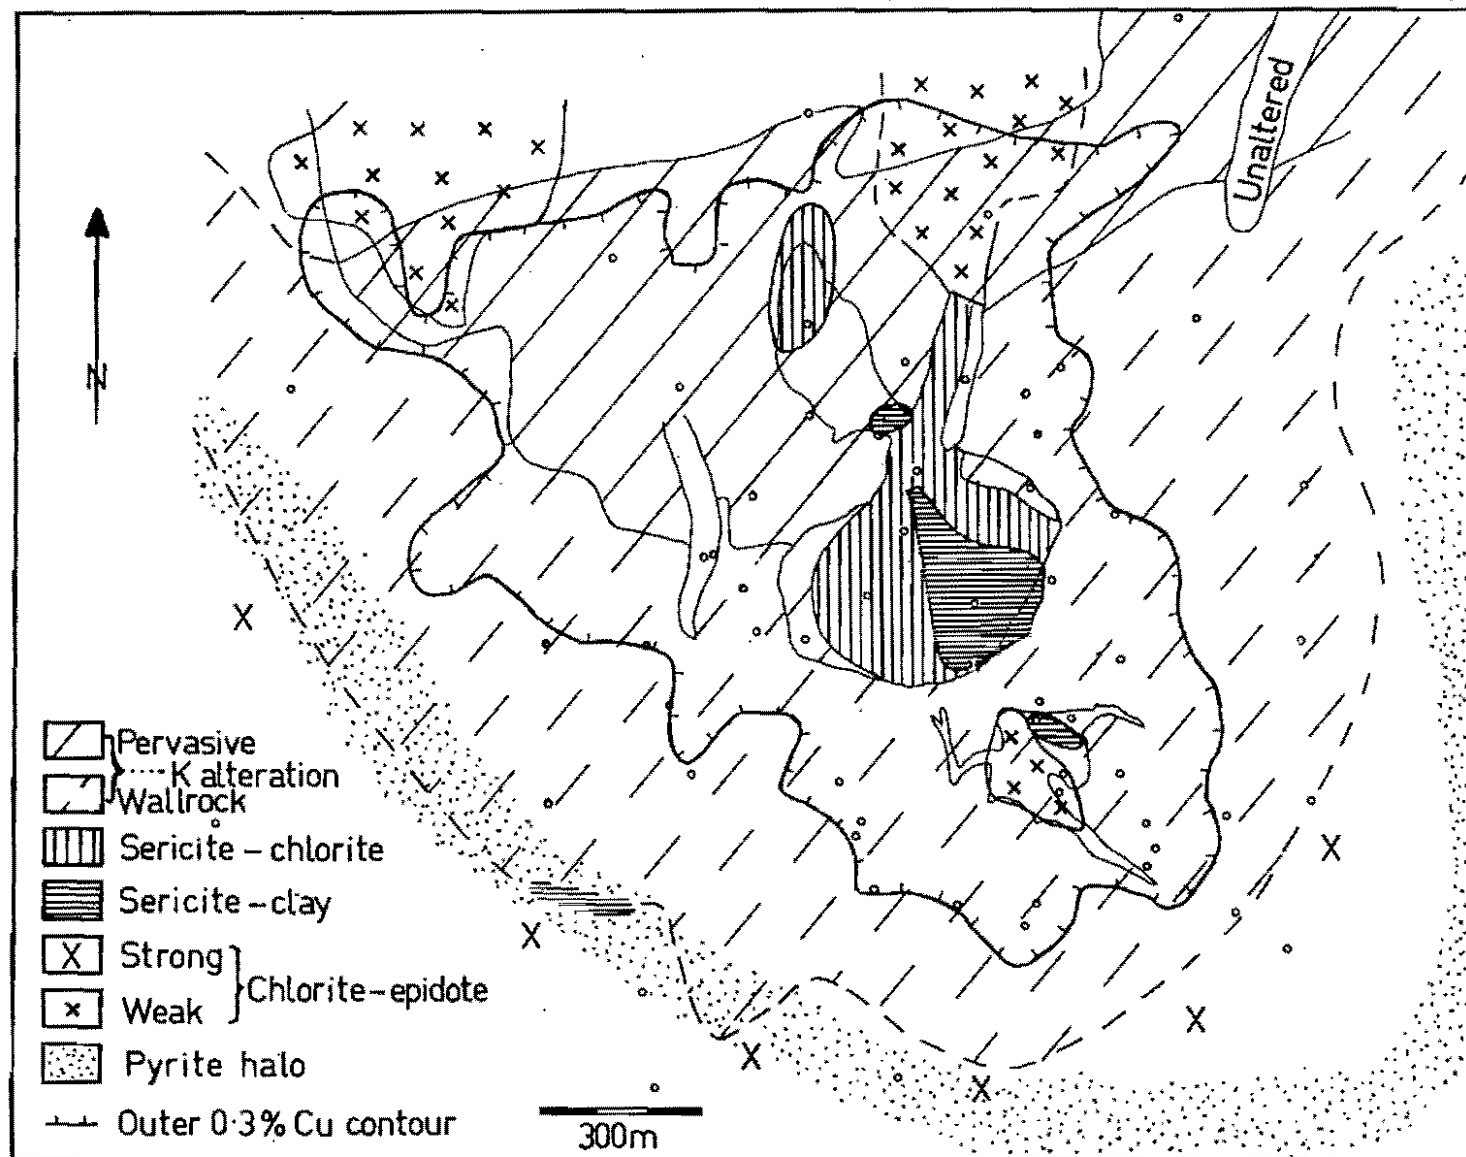 Unaltered
N
Pervasive
K alteration
Wallrock
Sericite-chlorite
Sericite-clay
X Strong
Chlorite-epidote
x Weak
Pyrite halo
Outer 0·3% Cu contour
300m